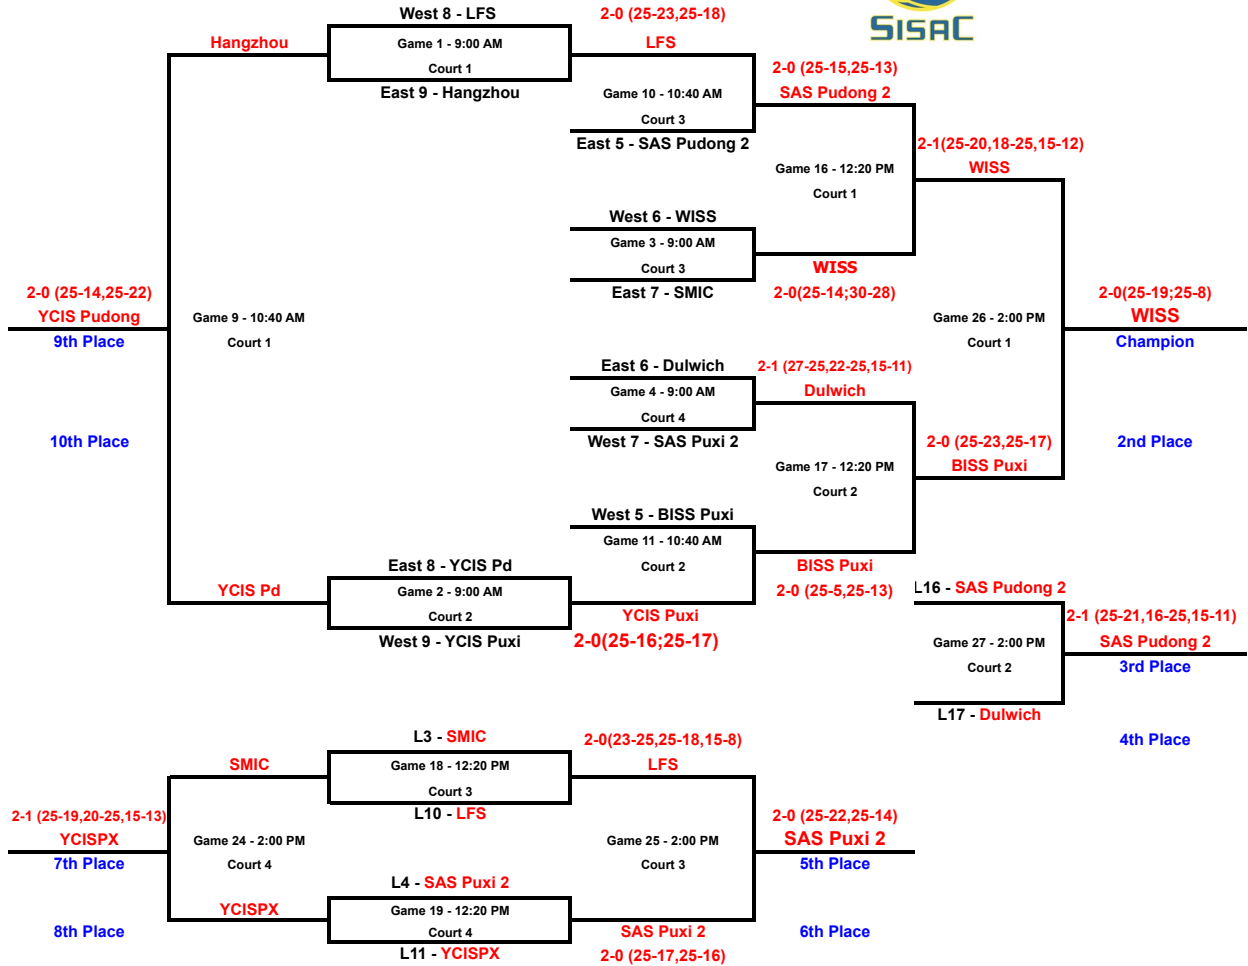 SISAC
West 8 - LFS
2-0 (25-23,25-18)
Hangzhou
Game 1 - 9:00 AM
Court 1
LFS
East 9 - Hangzhou
Game 10 - 10:40 AM
Court 3
2-0 (25-15,25-13)
SAS Pudong 2
East 5 - SAS Pudong 2
2-1(25-20,18-25,15-12)
WISS
Game 16 - 12:20 PM
Court 1
West 6 - WISS
Game 3 - 9:00 AM
Court 3
WISS
East 7 - SMIC
2-0(25-14;30-28)
2-0 (25-14,25-22)
YCIS Pudong
9th Place
Game 9 - 10:40 AM
Court 1
Game 26 - 2:00 PM
Court 1
2-0(25-19;25-8)
WISS
Champion
East 6 - Dulwich
2-1 (27-25,22-25,15-11)
Game 4 - 9:00 AM
Court 4
Dulwich
West 7 - SAS Puxi 2
10th Place
2-0 (25-23,25-17)
BISS Puxi
2nd Place
Game 17 - 12:20 PM
Court 2
West 5 - BISS Puxi
Game 11 - 10:40 AM
Court 2
East 8 - YCIS Pd
BISS Puxi
2-0 (25-5,25-13)
YCIS Pd
Game 2 - 9:00 AM
Court 2
YCIS Puxi
West 9 - YCIS Puxi
2-0(25-16;25-17)
L16 - SAS Pudong 2
2-1 (25-21,16-25,15-11)
Game 27 - 2:00 PM
Court 2
SAS Pudong 2
3rd Place
L17 - Dulwich
4th Place
L3 - SMIC
2-0(23-25,25-18,15-8)
SMIC
Game 18 - 12:20 PM
Court 3
LFS
L10 - LFS
2-1 (25-19,20-25,15-13)
YCISPX
7th Place
Game 24 - 2:00 PM
Court 4
Game 25 - 2:00 PM
Court 3
2-0 (25-22,25-14)
SAS Puxi 2
5th Place
L4 - SAS Puxi 2
YCISPX
Game 19 - 12:20 PM
Court 4
8th Place
SAS Puxi 2
6th Place
L11 - YCISPX
2-0 (25-17,25-16)